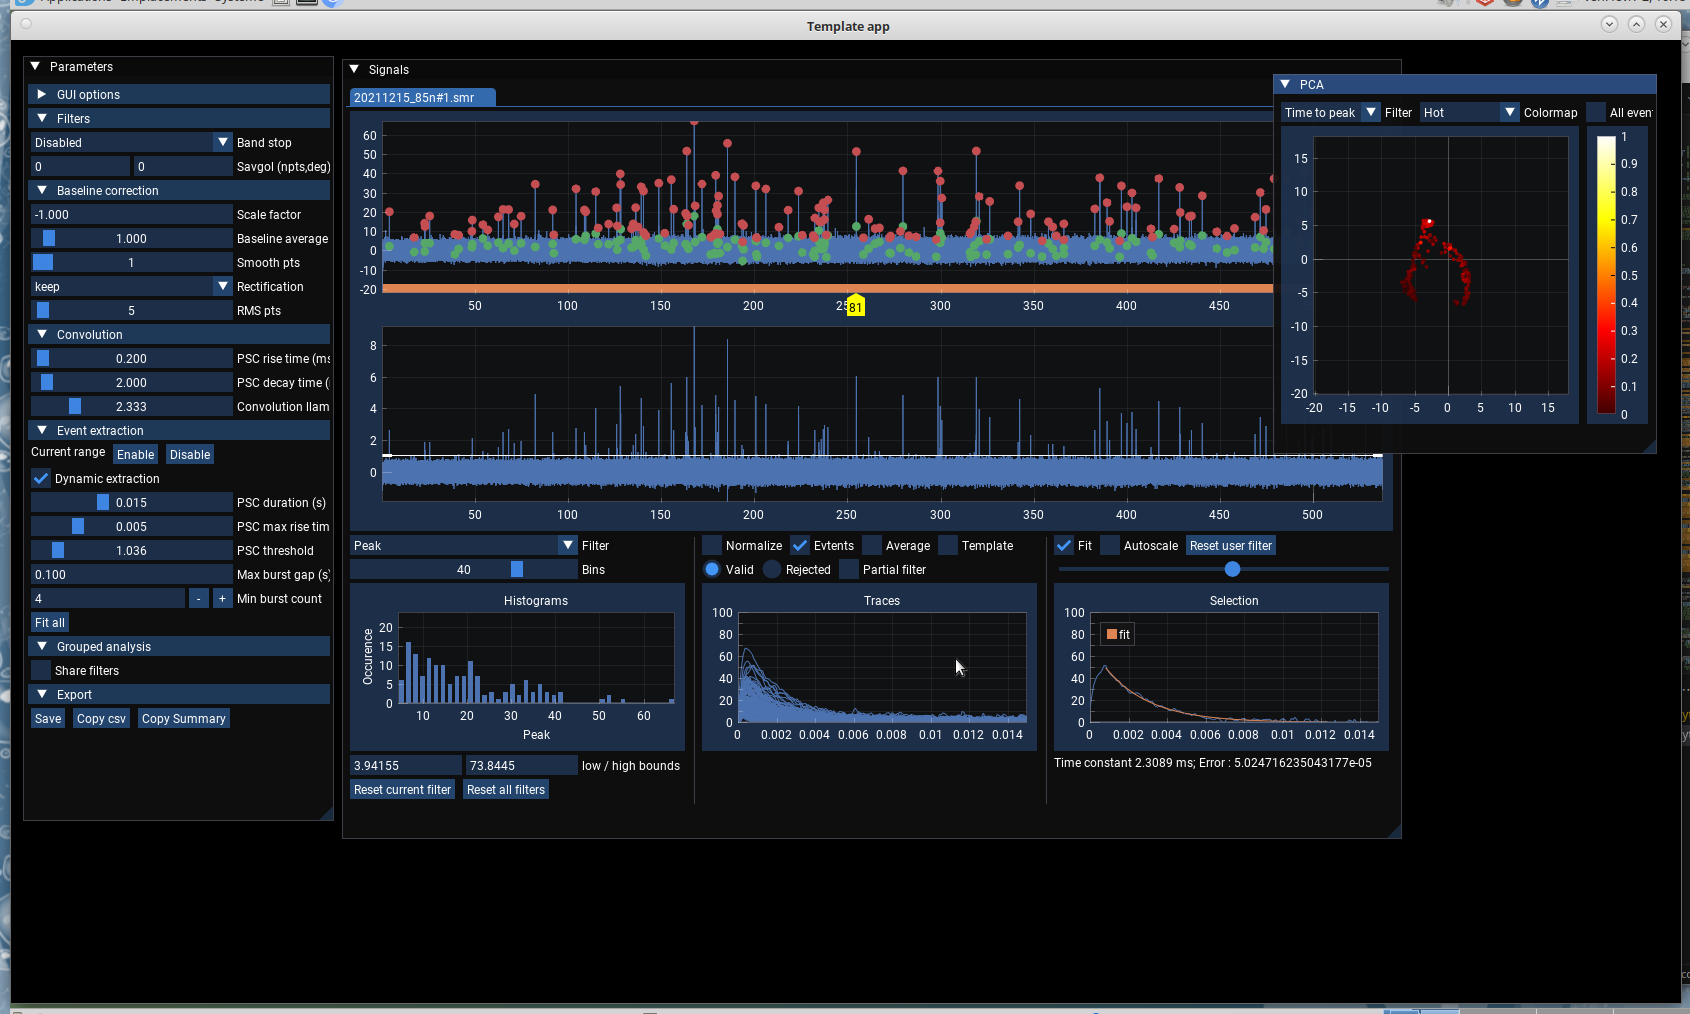 Template app
Parameters
GUI options
Filters
Disabled Band stop
0 0 Savgol (npts,deg)
Baseline correction
-1.000 Scale factor
1.000 Baseline average
1 Smooth pts
keep Rectification
5 RMS pts
Convolution
0.200 PSC rise time (ms
2.000 PSC decay time (
2.333 Convolution llam
Event extraction
Current range Enable Disable
Dynamic extraction
0.015 PSC duration (s)
0.005 PSC max rise tim
1.036 PSC threshold
0.100 Max burst gap (s)
4 - + Min burst count
Fit all
Grouped analysis
Share filters
Export
Save Copy csv Copy Summary
Signals
20211215_85n#1.smr
60
50
40
30
20
10
0
-10
-20
50 100 150 200 250 300 350 400 450
81
8
6
4
2
0
50 100 150 200 250 300 350 400 450 500
Peak Filter
40 Bins
Histograms
Occurence
20
15
10
5
0
10 20 30 40 50 60
Peak
3.94155 73.8445 low / high bounds
Reset current filter Reset all filters
Normalize Extents Average Template
Valid Rejected Partial filter
Traces
100
80
60
40
20
0
0 0.002 0.004 0.006 0.008 0.01 0.012 0.014
Fit Autoscale Reset user filter
Selection
100
80
60
40
20
0
fit
0 0.002 0.004 0.006 0.008 0.01 0.012 0.014
Time constant 2.3089 ms; Error : 5.024716235043177e-05
PCA
Time to peak Filter Hot Colormap All even
15
10
5
0
-5
-10
-15
-20
-20 -15 -10 -5 0 5 10 15
1
0.9
0.8
0.7
0.6
0.5
0.4
0.3
0.2
0.1
0